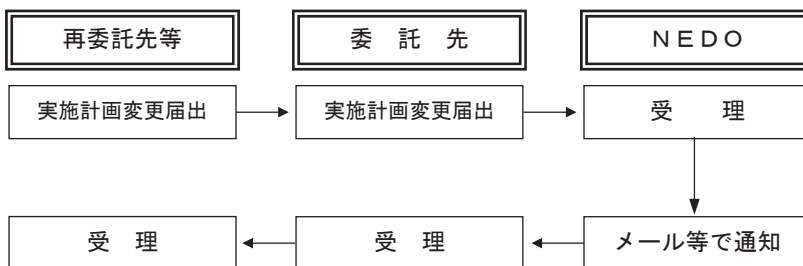 再委託先等
委 託 先
ＮＥＤＯ
実施計画変更届出
実施計画変更届出
受 理
受 理
受 理
メール等で通知